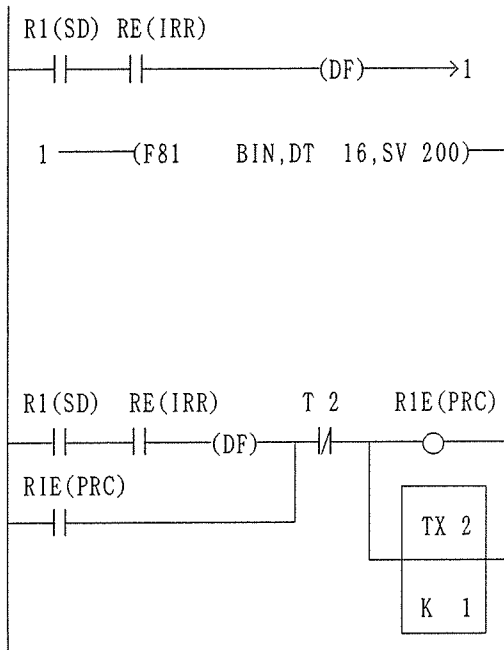 R1(SD) RE(IRR)
(DF) 1
1 (F81 BIN,DT 16,SV 200)
R1(SD) RE(IRR) T 2 R1E(PRC)
(DF)
R1E(PRC)
TX 2
K 1